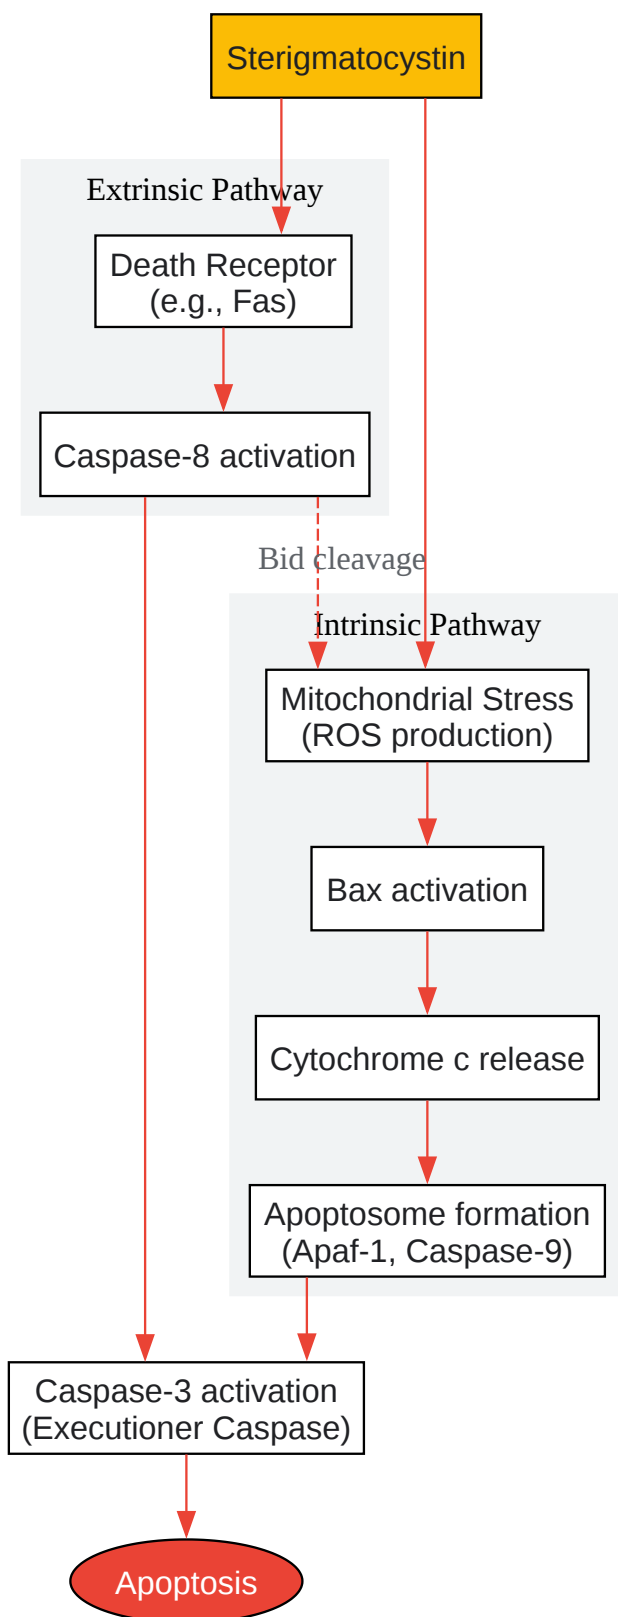 Sterigmatocystin
Extrinsic Pathway
Death Receptor
(e.g., Fas)
Caspase-8 activation
Bid cleavage
Intrinsic Pathway
Mitochondrial Stress
(ROS production)
Bax activation
Cytochrome c release
Apoptosome formation
(Apaf-1, Caspase-9)
Caspase-3 activation
(Executioner Caspase)
Apoptosis